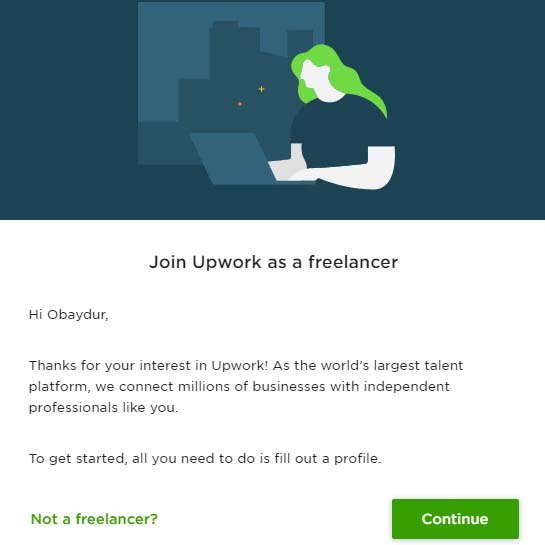 Join Upwork as a freelancer
Hi Obaydur,
Thanks for your interest in Upwork! As the world's largest talent
platform, we connect millions of businesses with independent
professionals like you.
To get started, all you need to do is fill out a profile.
Not a freelancer?
Continue